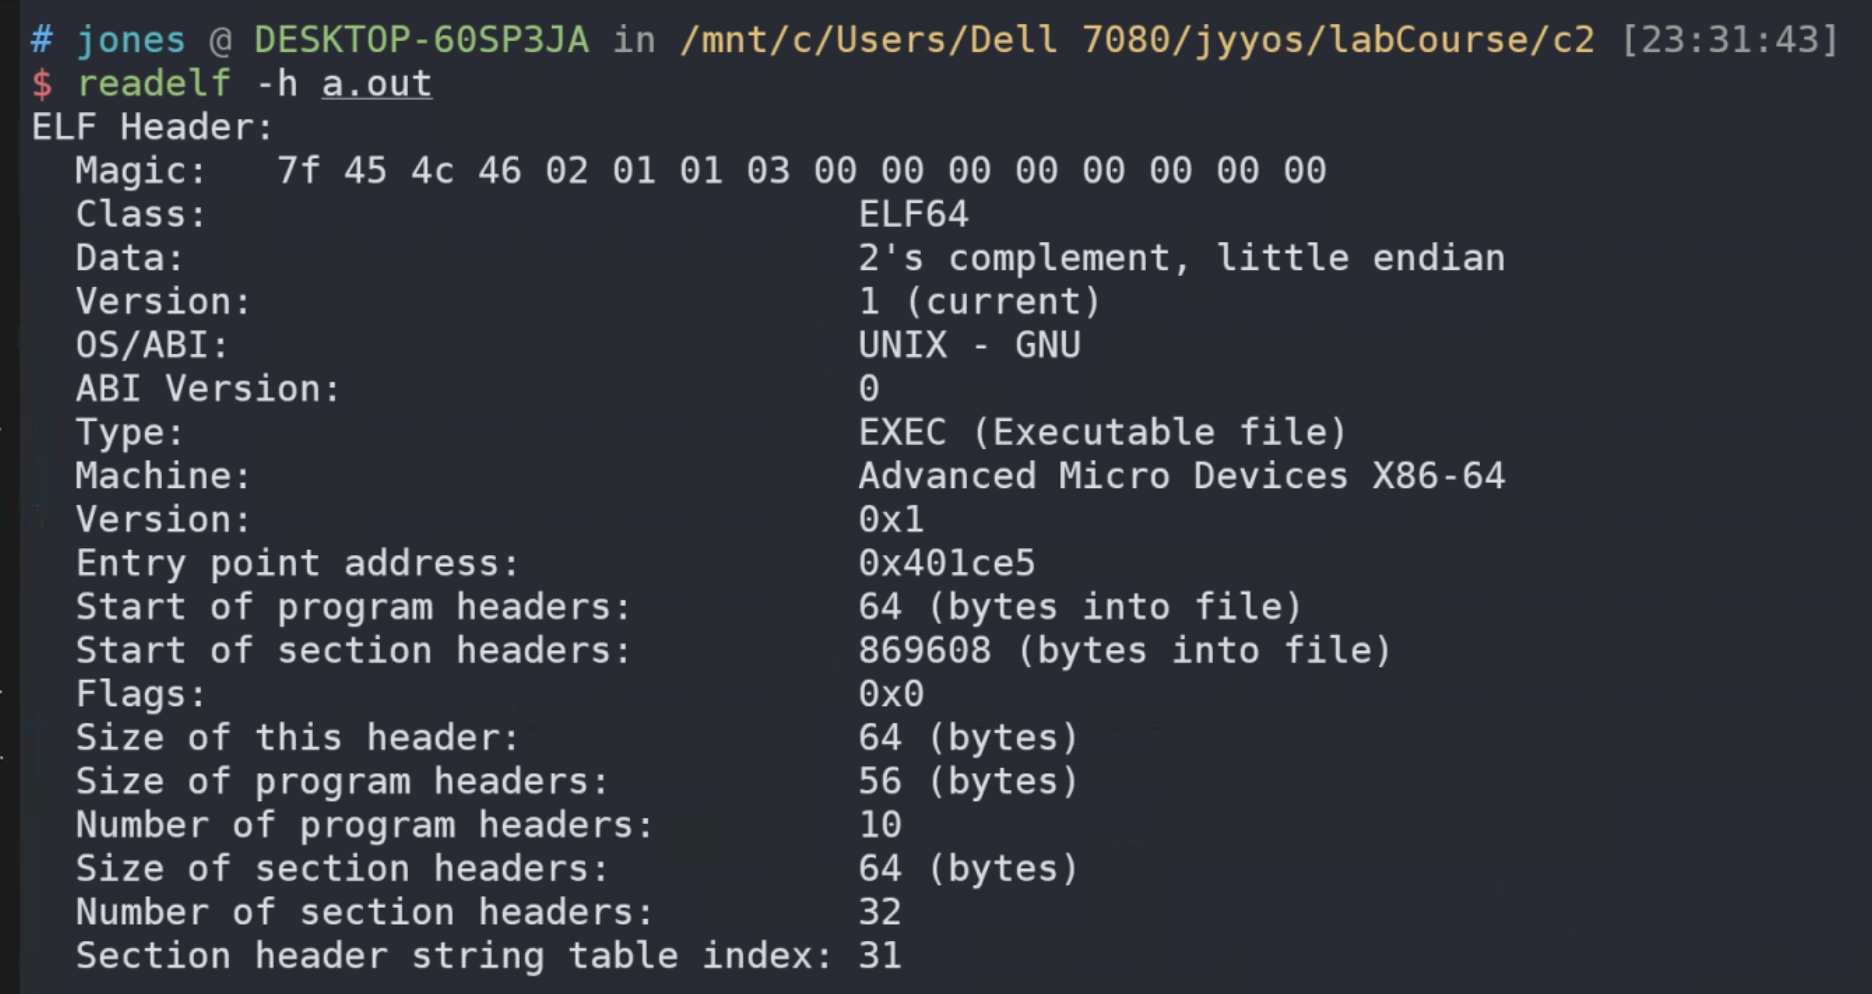 # jones @ DESKTOP-60SP3JA in /mnt/c/Users/Dell 7080/jyyos/labCourse/c2 [23:31:43]
$ readelf -h a.out
ELF Header:
  Magic:   7f 45 4c 46 02 01 01 03 00 00 00 00 00 00 00 00
  Class:                             ELF64
  Data:                              2's complement, little endian
  Version:                           1 (current)
  OS/ABI:                            UNIX - GNU
  ABI Version:                       0
  Type:                              EXEC (Executable file)
  Machine:                           Advanced Micro Devices X86-64
  Version:                           0x1
  Entry point address:               0x401ce5
  Start of program headers:          64 (bytes into file)
  Start of section headers:          869608 (bytes into file)
  Flags:                             0x0
  Size of this header:               64 (bytes)
  Size of program headers:           56 (bytes)
  Number of program headers:         10
  Size of section headers:           64 (bytes)
  Number of section headers:         32
  Section header string table index: 31